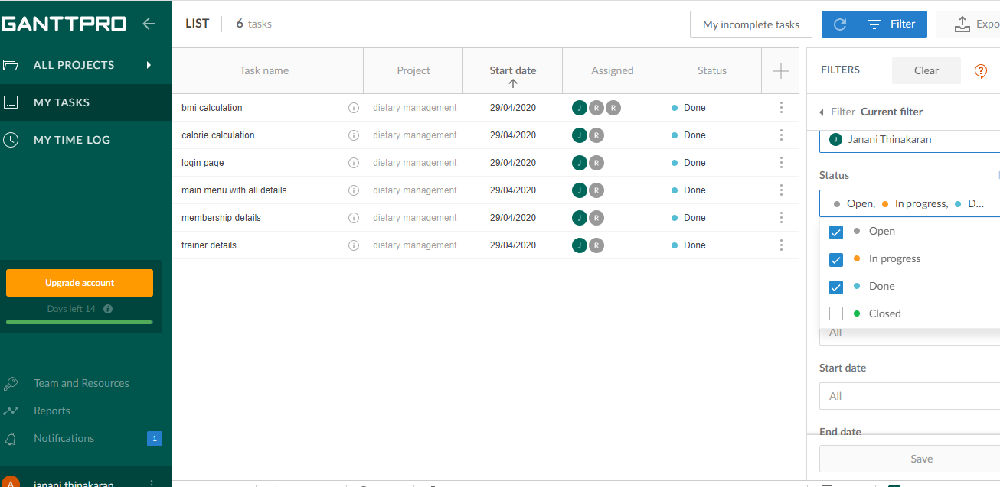 GANTTPRO
ALL PROJECTS
MY TASKS
MY TIME LOG
Upgrade account
Days left 14
Team and Resources
Reports
Notifications 1
A janani thinakaran
LIST 6 tasks My incomplete tasks Filter Expo
Task name Project Start date Assigned Status
bmi calculation dietary management 29/04/2020 J R R Done
calorie calculation dietary management 29/04/2020 J R Done
login page dietary management 29/04/2020 J R Done
main menu with all details dietary management 29/04/2020 J R Done
membership details dietary management 29/04/2020 J R Done
trainer details dietary management 29/04/2020 J R Done
FILTERS Clear ?
Filter Current filter
J Janani Thinakaran
Status
Open, In progress, D...
Open
In progress
Done
Closed
All
Start date
All
End date
Save